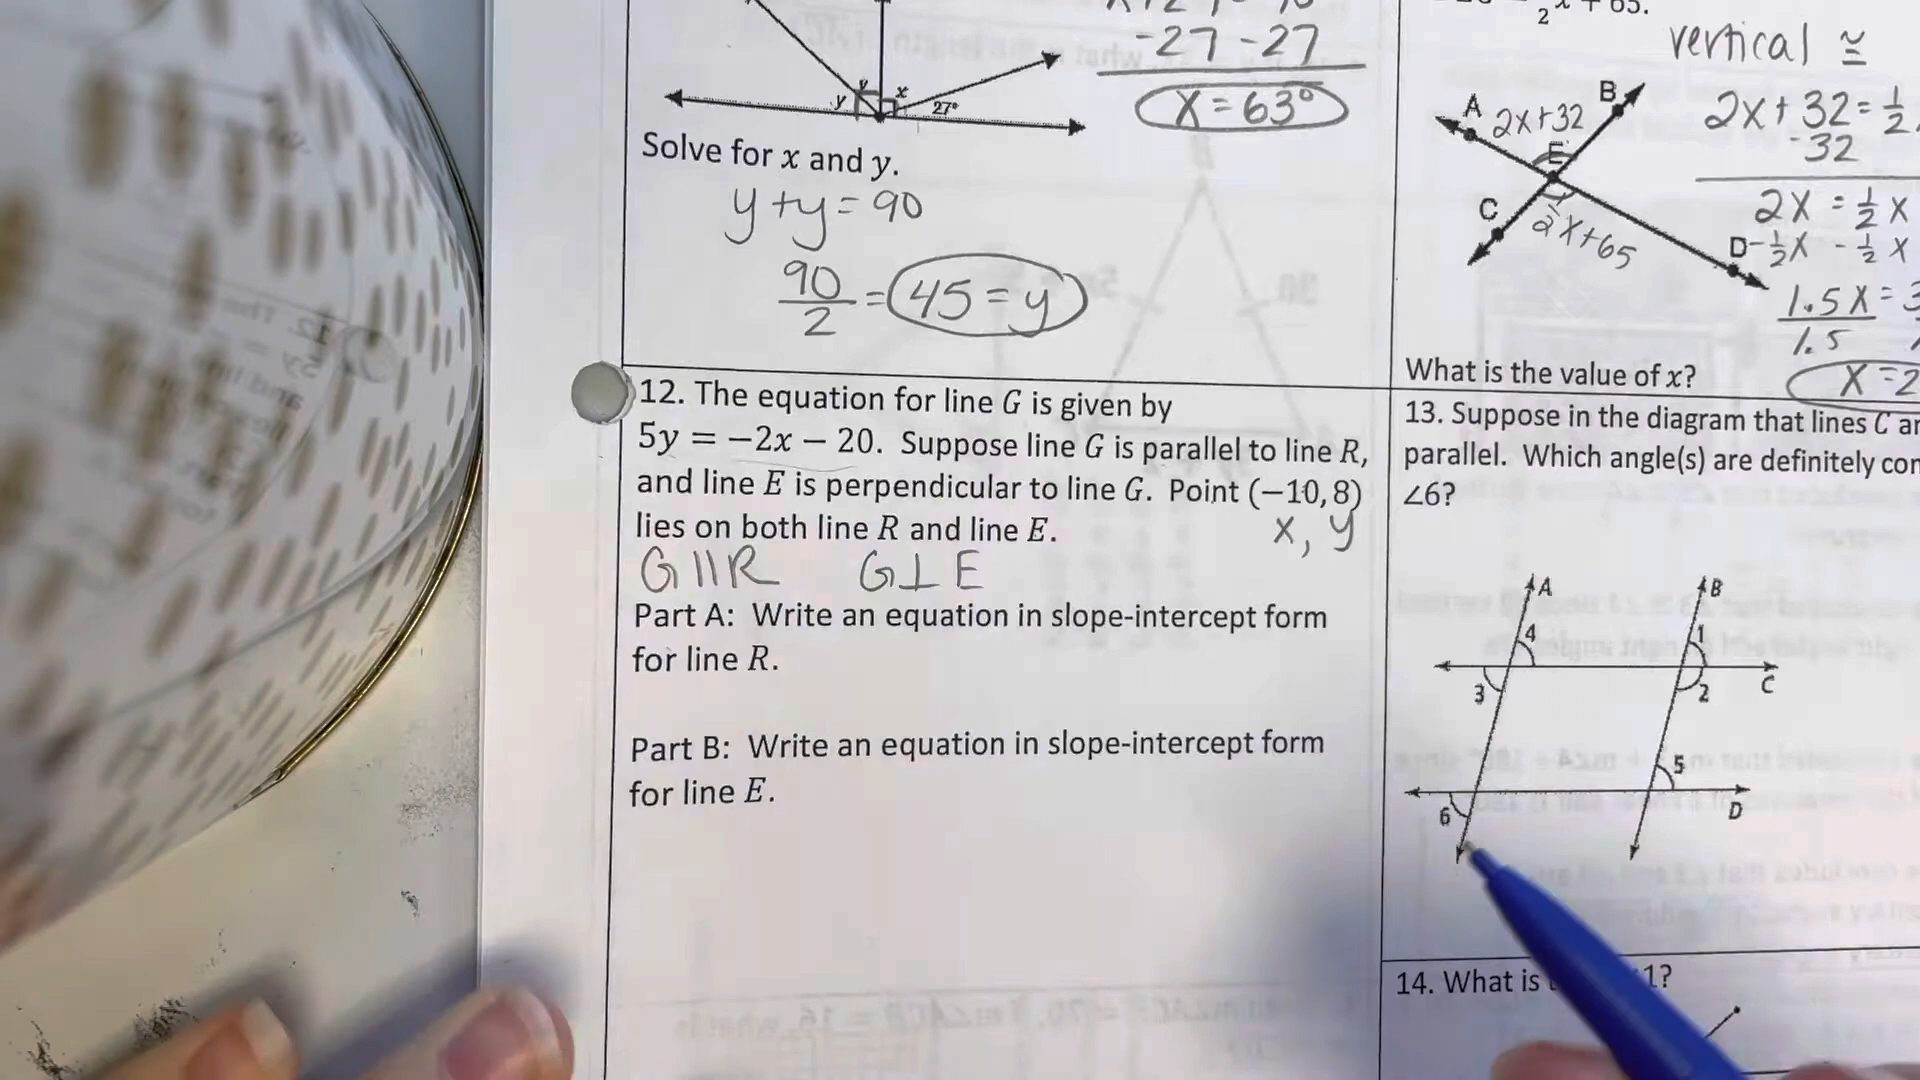 -27 -27
X = 63°
y y x 27°
Solve for x and y.
y + y = 90
90
2
= 45 = y
vertical ≅
A 2x+32 B
E
C 2x+65 D
2x + 32 = 1/2
-32
2X = 1/2 x
-1/2x - 1/2 x
1.5X = 3
1.5
What is the value of x?
X = 2
12. The equation for line G is given by
5y = −2x − 20. Suppose line G is parallel to line R,
and line E is perpendicular to line G. Point (−10,8)
lies on both line R and line E.
x, y
G || R G ⊥ E
Part A: Write an equation in slope-intercept form
for line R.
Part B: Write an equation in slope-intercept form
for line E.
13. Suppose in the diagram that lines C
parallel. Which angle(s) are definitely
∠6?
A B
4 1
3 2 C
5
6 D
14. What is 1?